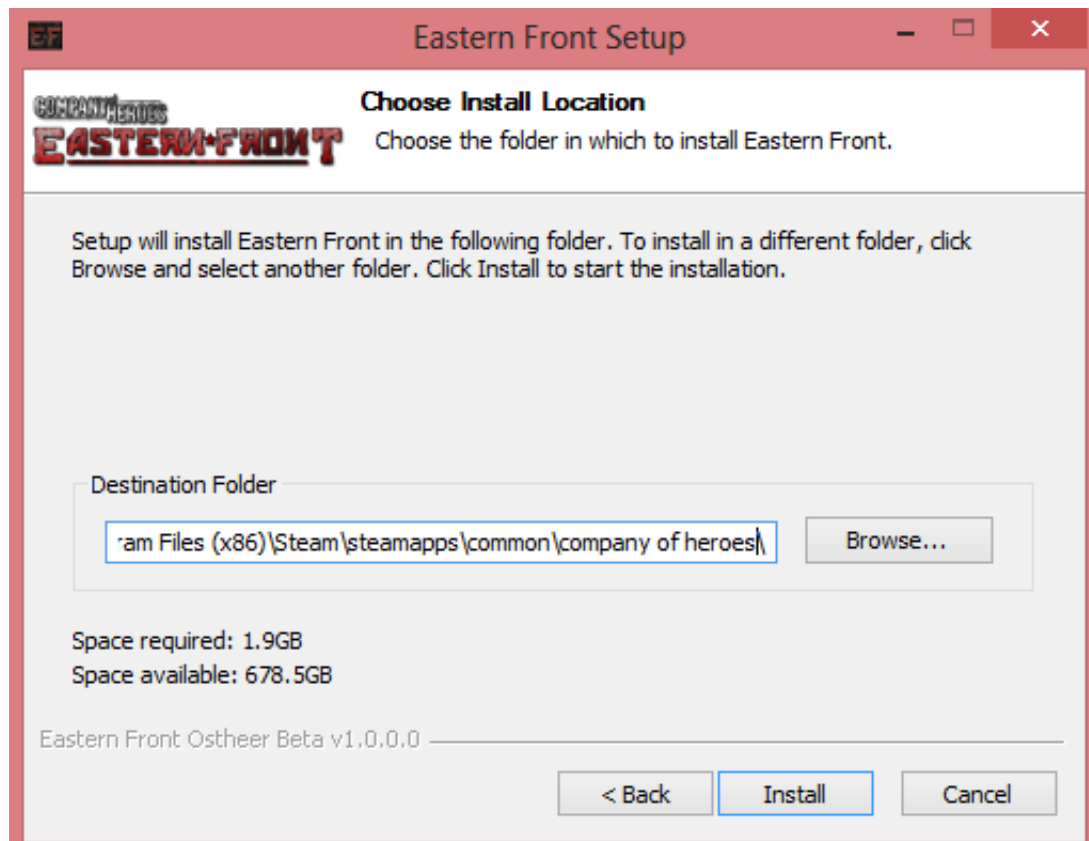 EF
Eastern Front Setup
COMPANY OF HEROES
EASTERN FRONT
Choose Install Location
Choose the folder in which to install Eastern Front.
Setup will install Eastern Front in the following folder. To install in a different folder, click
Browse and select another folder. Click Install to start the installation.
Destination Folder
ram Files (x86)\Steam\steamapps\common\company of heroes\
Browse...
Space required: 1.9GB
Space available: 678.5GB
Eastern Front Ostheer Beta v1.0.0.0
< Back
Install
Cancel